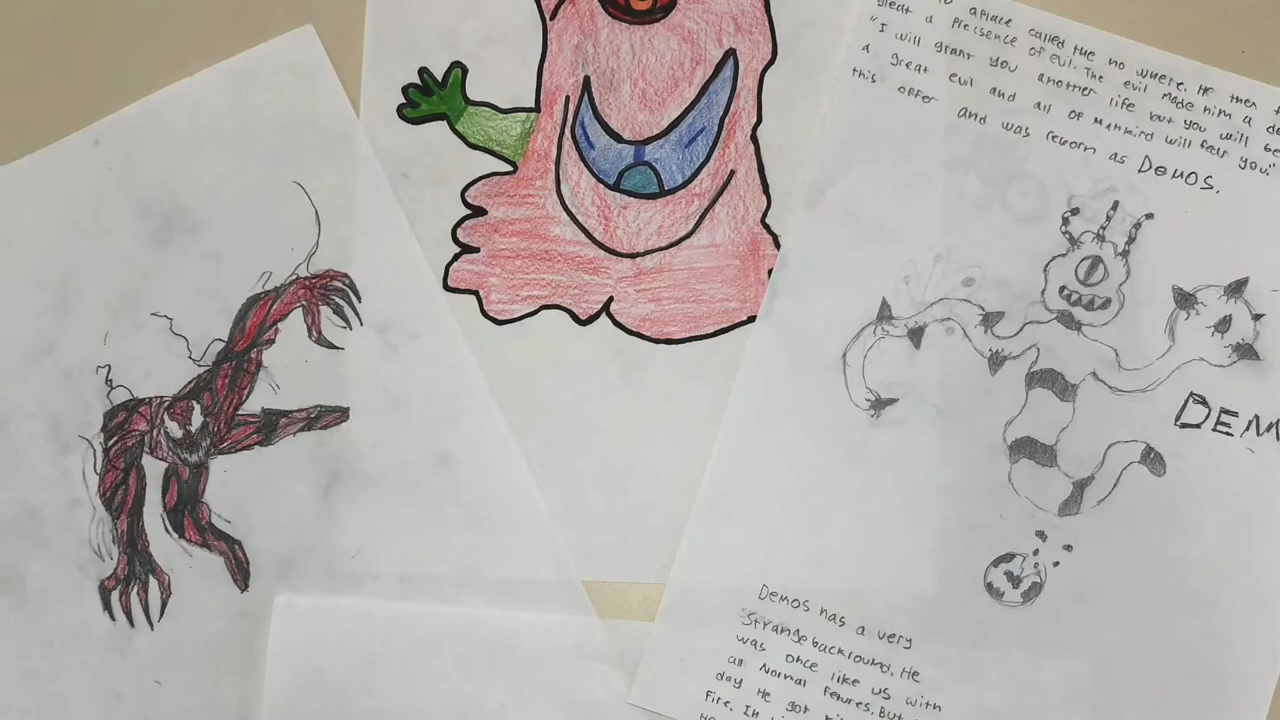 aplace called the no where. He then
great a precsence of evil. The evil made him a
"I will grant you another life but you will be
a great evil and all of Mankind will fear you."
this offer and was reborn as DEMOS.
DEM
Demos has a very
Strange backround. He
was once like us with
all Normal fetures. But
day He got
Fire. In